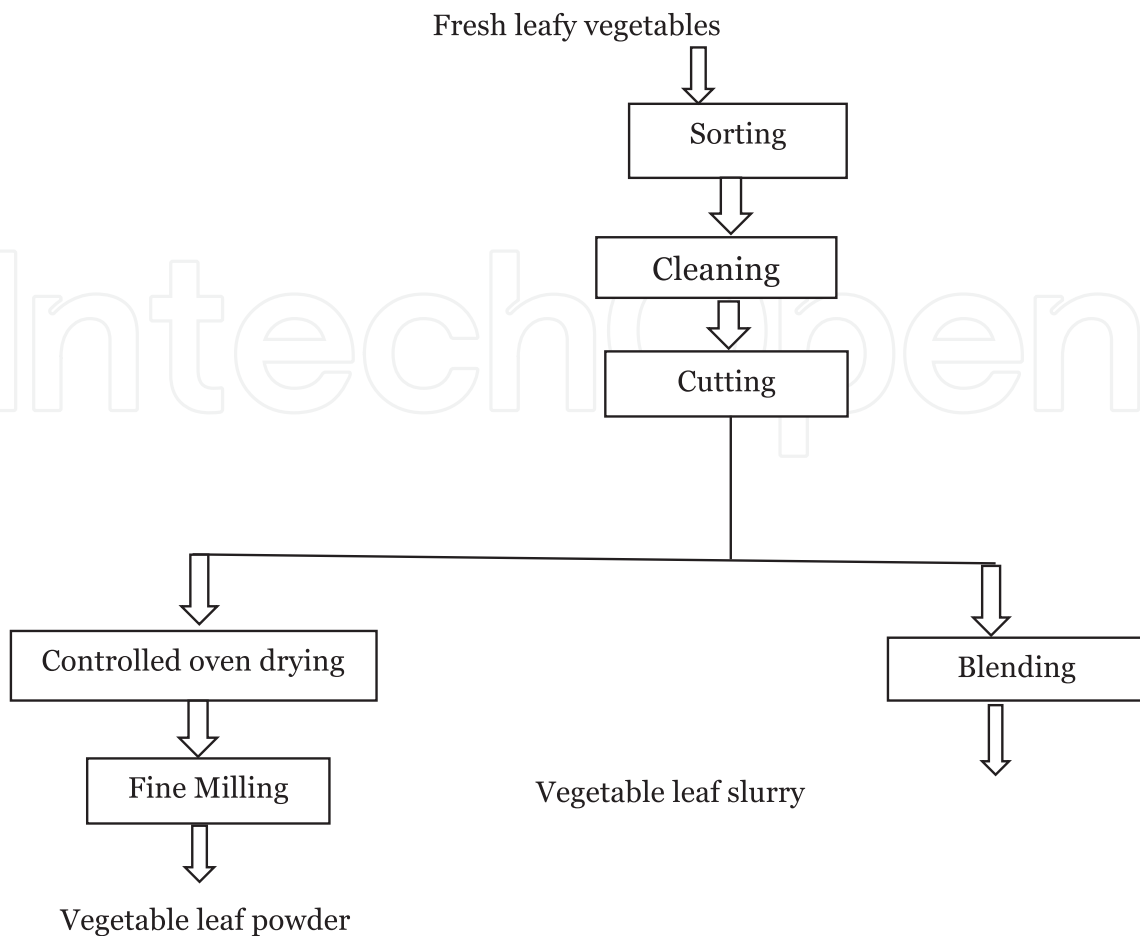 Fresh leafy vegetables
Sorting
Cleaning
IntechOpen
Cutting
Controlled oven drying
Blending
Fine Milling
Vegetable leaf slurry
Vegetable leaf powder